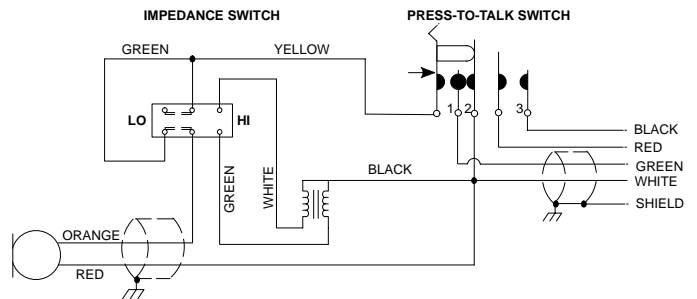 IMPEDANCE SWITCH
PRESS-TO-TALK SWITCH
GREEN
YELLOW
LO
HI
1
2
3
BLACK
RED
GREEN
WHITE
SHIELD
BLACK
GREEN
WHITE
ORANGE
RED